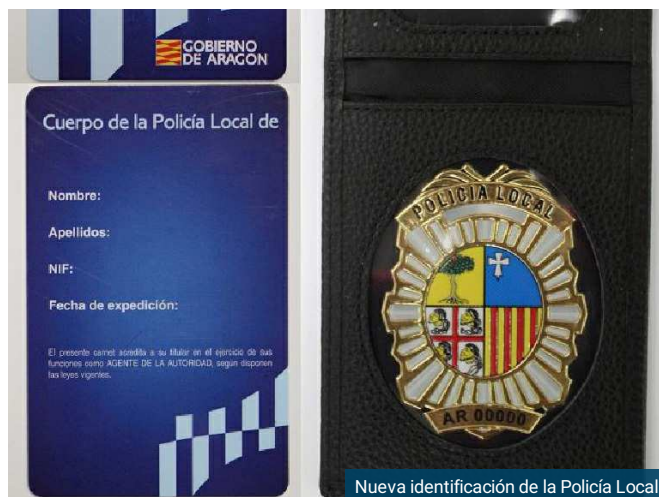 GOBIERNO
DE ARAGON
Cuerpo de la Policía Local de
Nombre:
Apellidos:
NIF:
Fecha de expedición:
El presente carnet acredita a su titular en el ejercicio de sus
funciones como AGENTE DE LA AUTORIDAD, según disponen
las leyes vigentes.
POLICIA LOCAL
AR 00000
Nueva identificación de la Policía Local